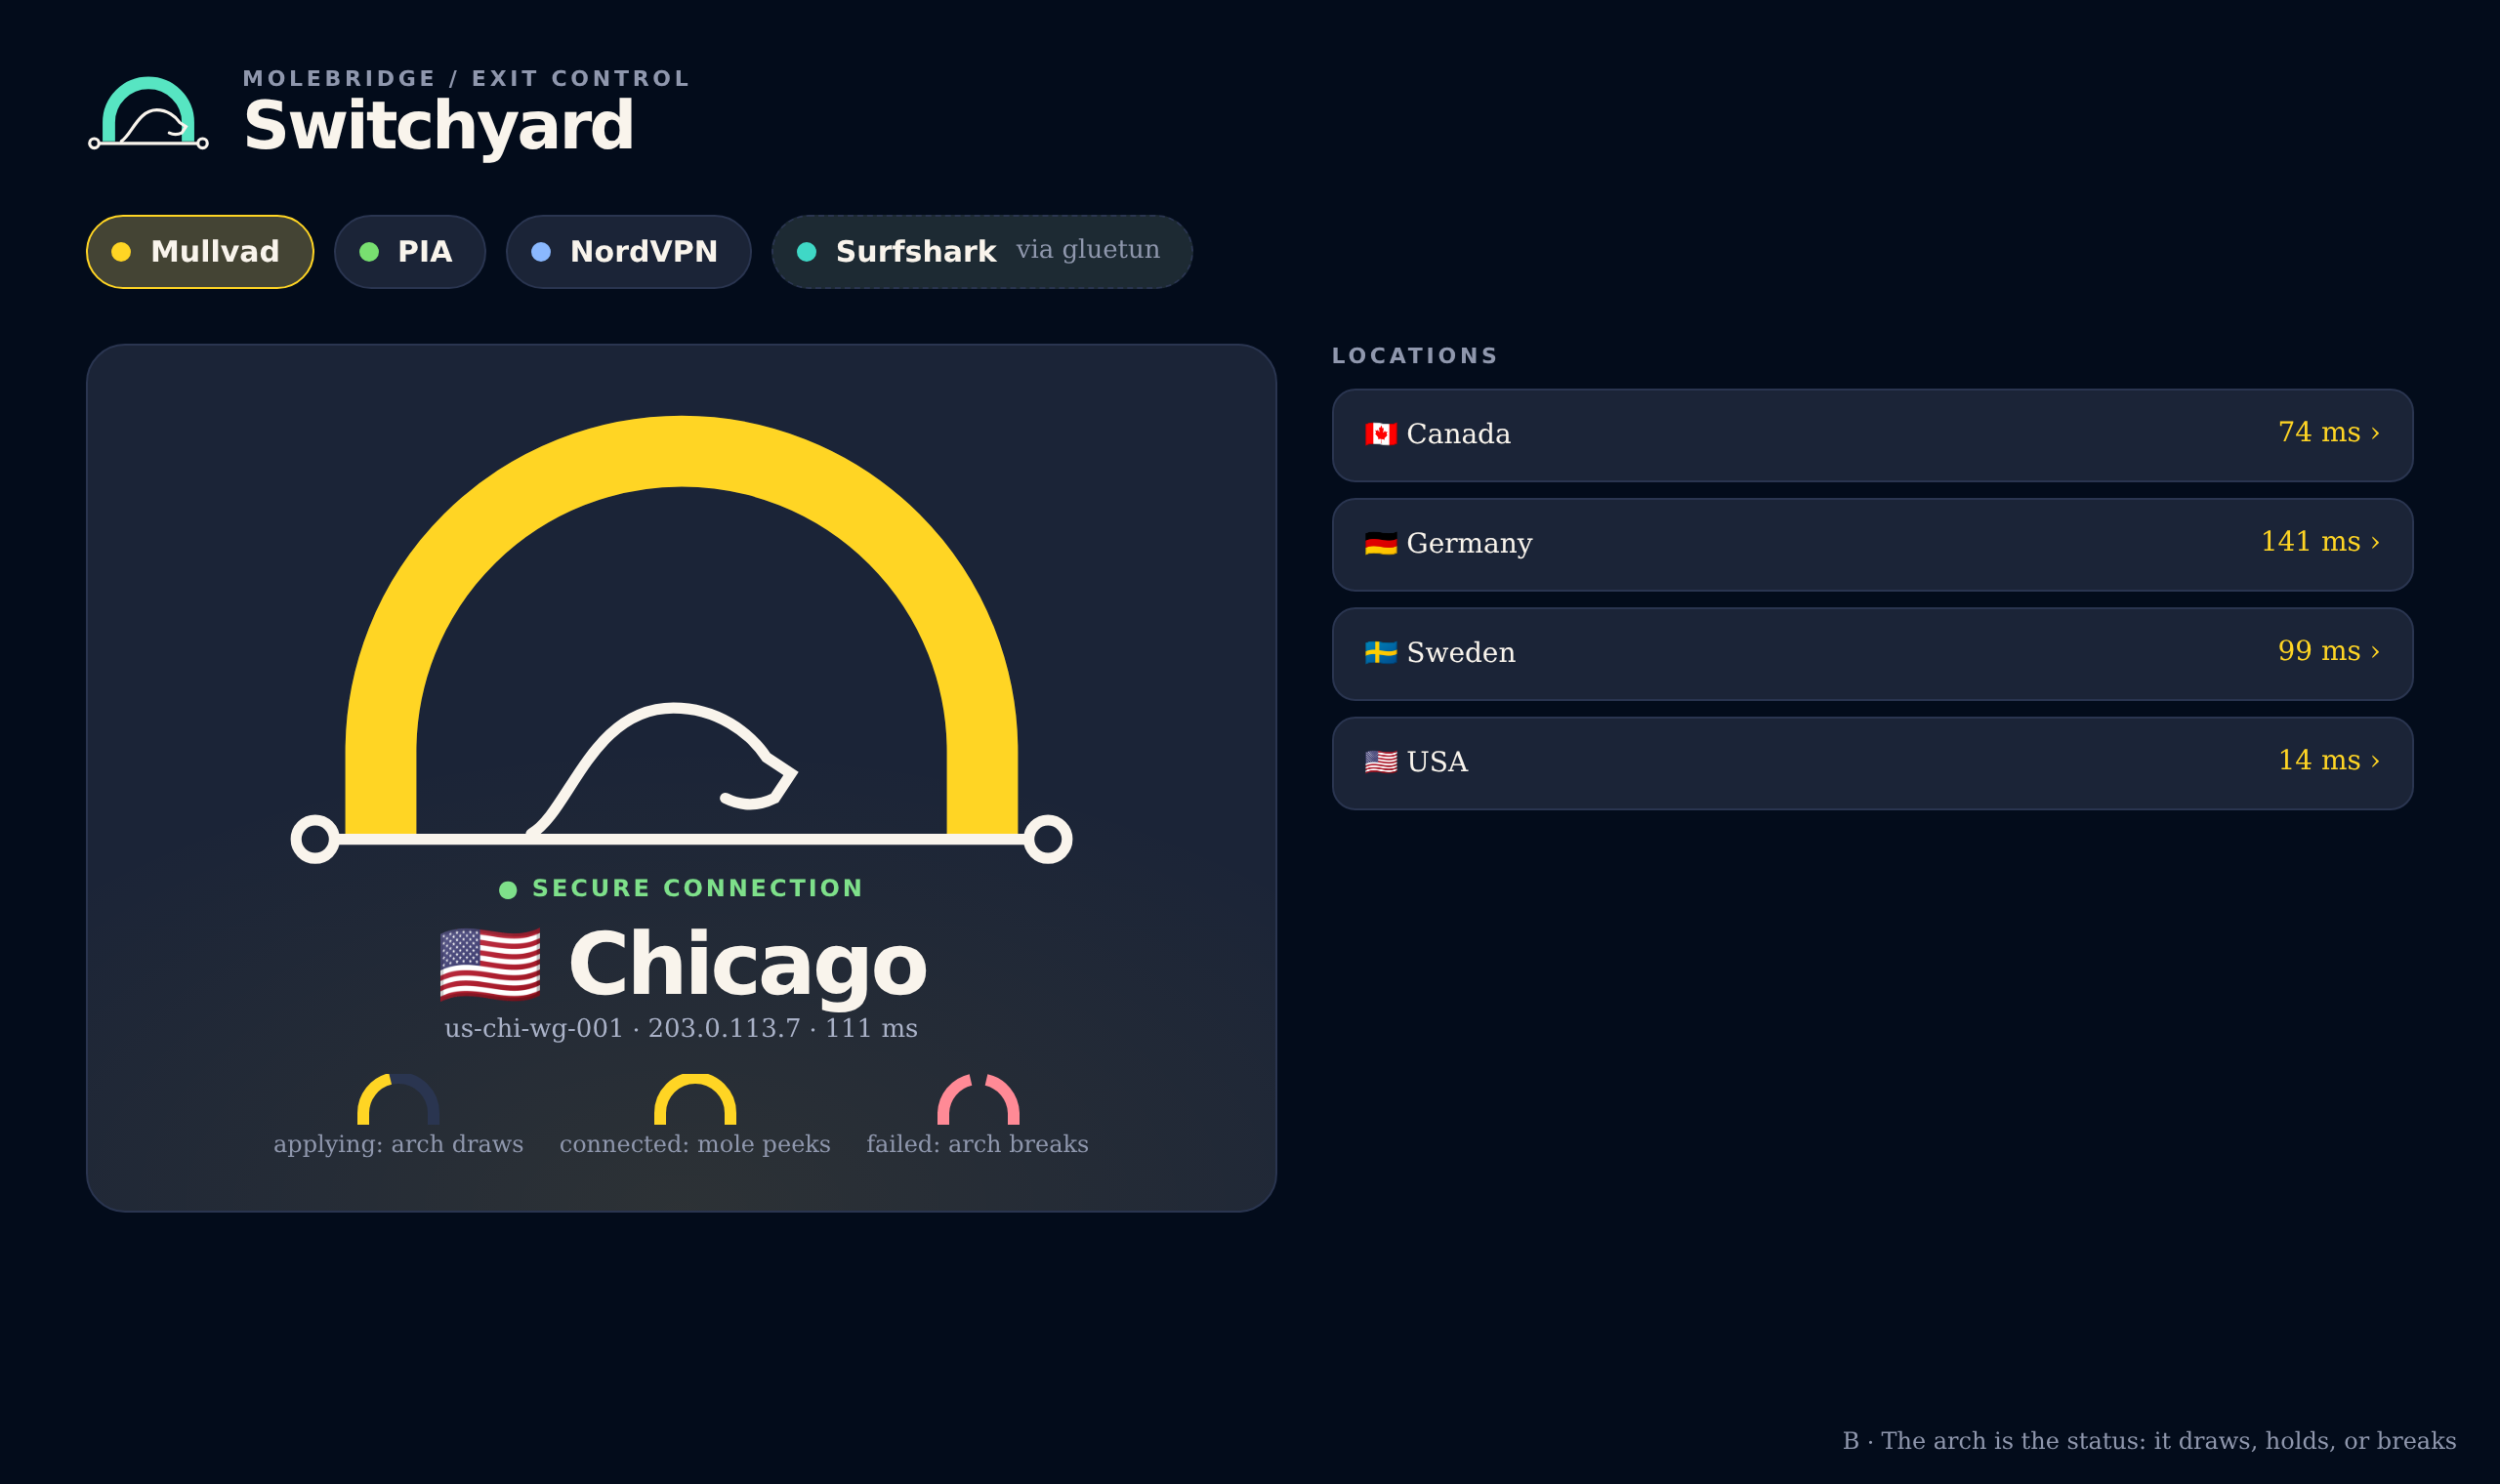 MOLEBRIDGE / EXIT CONTROL
Switchyard
Mullvad
PIA
NordVPN
Surfshark via gluetun
SECURE CONNECTION
Chicago
us-chi-wg-001 · 203.0.113.7 · 111 ms
applying: arch draws
connected: mole peeks
failed: arch breaks
LOCATIONS
Canada 74 ms ›
Germany 141 ms ›
Sweden 99 ms ›
USA 14 ms ›
B · The arch is the status: it draws, holds, or breaks